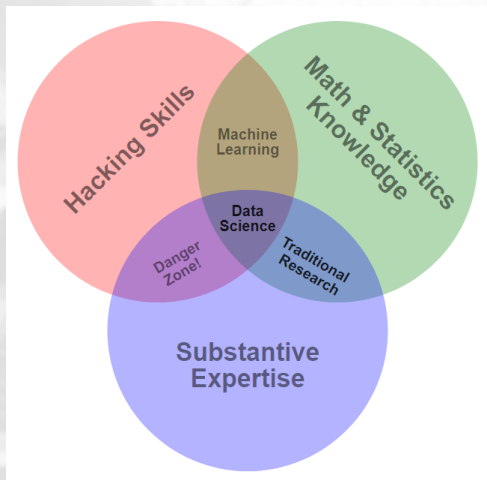 Hacking Skills
Math & Statistics
Knowledge
Machine
Learning
Data
Science
Danger
Zone!
Traditional
Research
Substantive
Expertise